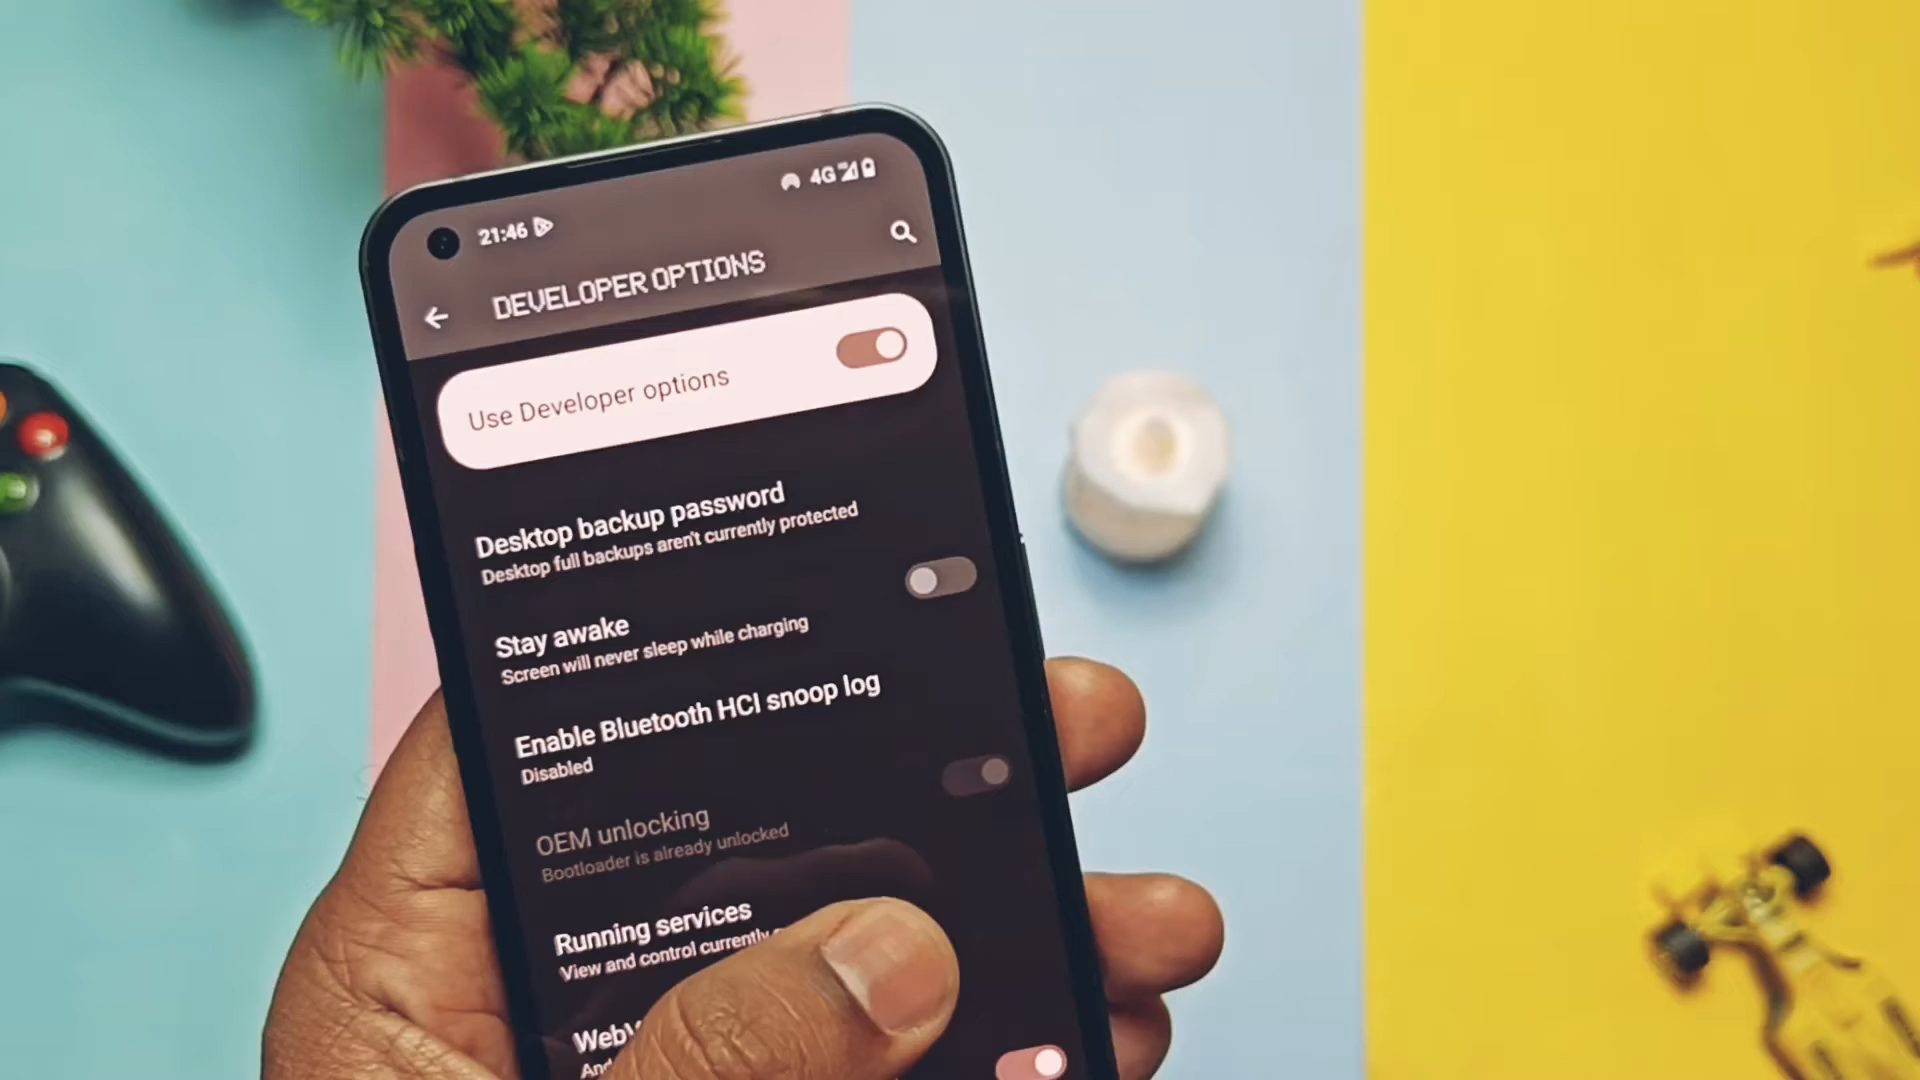 21:46
4G
DEVELOPER OPTIONS
Use Developer options
Desktop backup password
Desktop full backups aren't currently protected
Stay awake
Screen will never sleep while charging
Enable Bluetooth HCI snoop log
Disabled
OEM unlocking
Bootloader is already unlocked
Running services
View and control currently